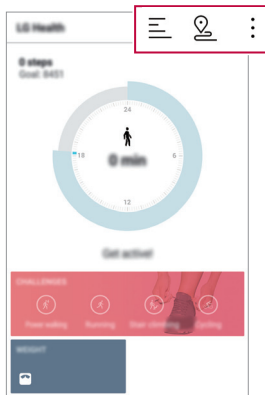 LG Health
0 steps
Goal: 8451
24
18
6
0 min
12
Get active!
CHALLENGES
Power walking Running Stair climbing Cycling
WEIGHT